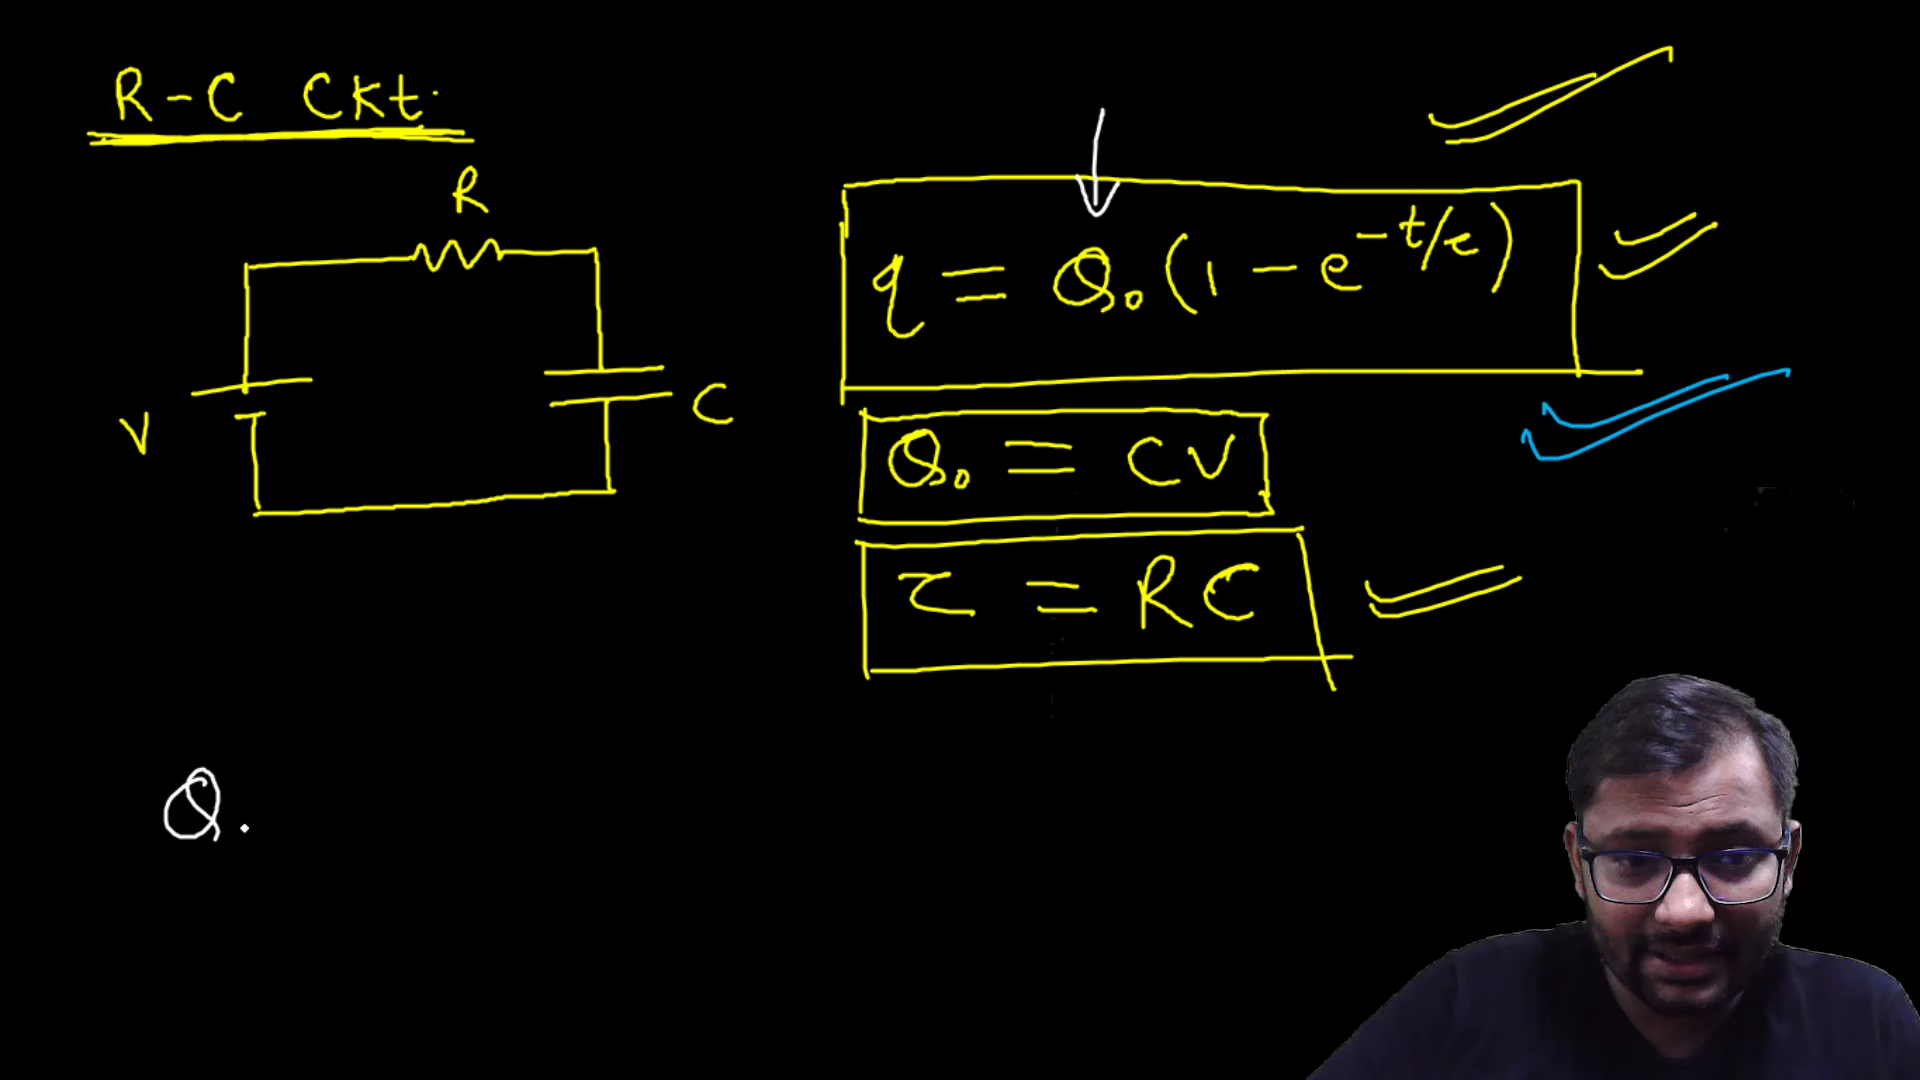 R-C Ckt.
R
V
C
q = Q₀(1 - e^{-t/τ})
Q₀ = CV
τ = RC
Q.